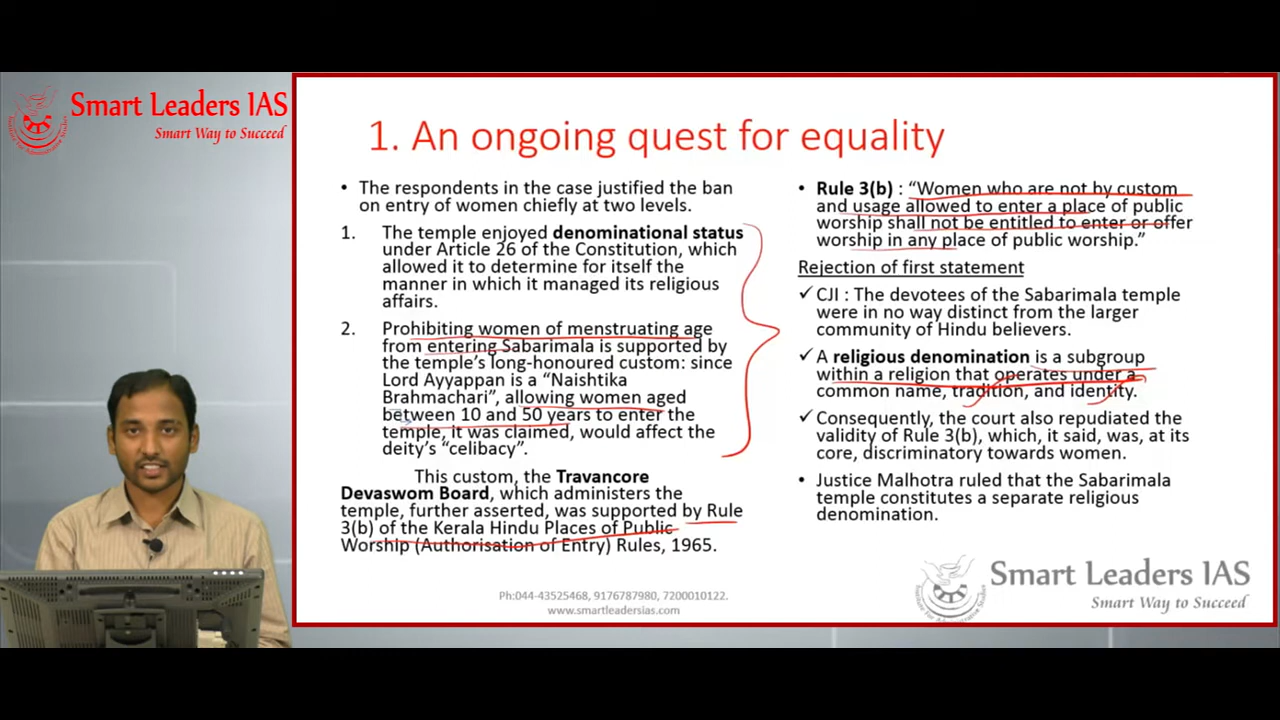 Smart Leaders IAS
Smart Way to Succeed
1. An ongoing quest for equality
• The respondents in the case justified the ban
on entry of women chiefly at two levels.
1. The temple enjoyed denominational status
under Article 26 of the Constitution, which
allowed it to determine for itself the
manner in which it managed its religious
affairs.
2. Prohibiting women of menstruating age
from entering Sabarimala is supported by
the temple's long-honoured custom: since
Lord Ayyappan is a "Naishtika
Brahmachari", allowing women aged
between 10 and 50 years to enter the
temple, it was claimed, would affect the
deity's "celibacy".
This custom, the Travancore
Devaswom Board, which administers the
temple, further asserted, was supported by Rule
3(b) of the Kerala Hindu Places of Public
Worship (Authorisation of Entry) Rules, 1965.
• Rule 3(b) : "Women who are not by custom
and usage allowed to enter a place of public
worship shall not be entitled to enter or offer
worship in any place of public worship."
Rejection of first statement
✓ CJI : The devotees of the Sabarimala temple
were in no way distinct from the larger
community of Hindu believers.
✓ A religious denomination is a subgroup
within a religion that operates under a
common name, tradition, and identity.
✓ Consequently, the court also repudiated the
validity of Rule 3(b), which, it said, was, at its
core, discriminatory towards women.
• Justice Malhotra ruled that the Sabarimala
temple constitutes a separate religious
denomination.
Ph:044-43525468, 9176787980, 7200010122.
www.smartleadersias.com
Smart Leaders IAS
Smart Way to Succeed